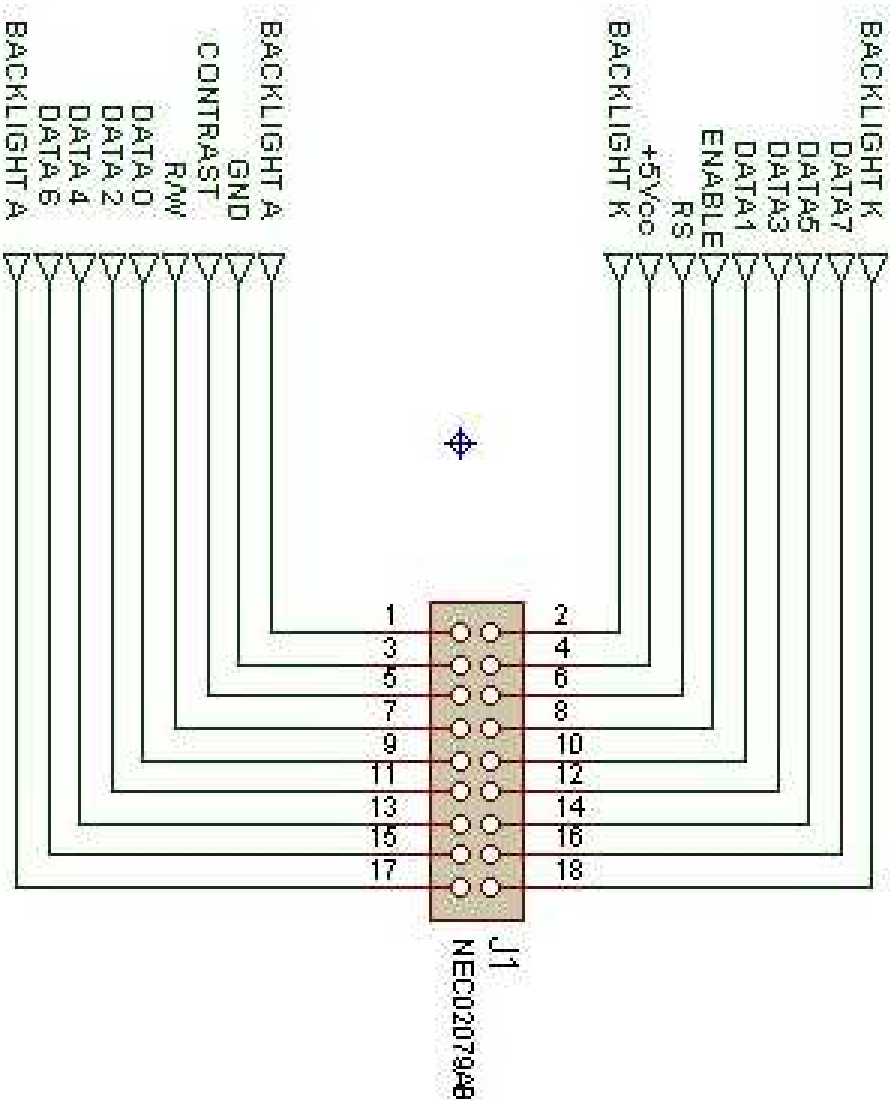 BACKLIGHT A
DATA 6
DATA 4
DATA 2
DATA 0
R/W
CONTRAST
GND
BACKLIGHT A
BACKLIGHT K
+5Vcc
RS
ENABLE
DATA1
DATA3
DATA5
DATA7
BACKLIGHT K
1 2
3 4
5 6
7 8
9 10
11 12
13 14
15 16
17 18
J1
NEC02079AB